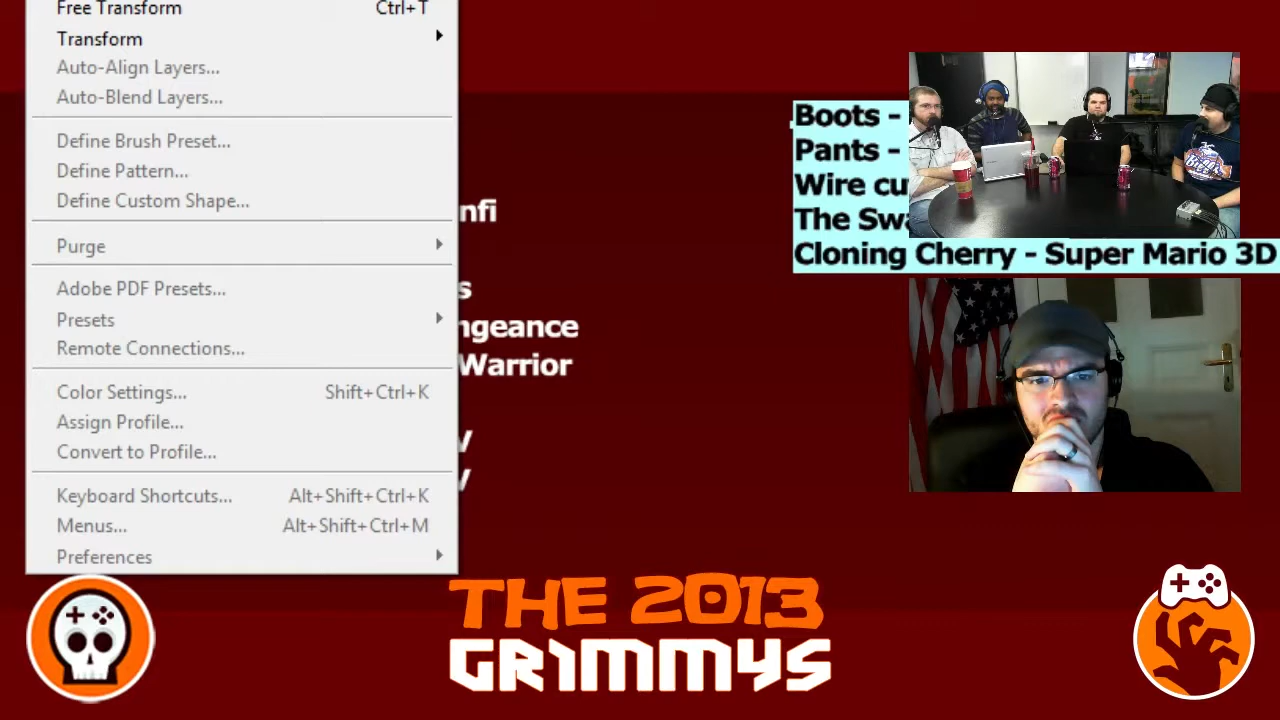 Free Transform Ctrl+T
Transform
Auto-Align Layers...
Auto-Blend Layers...
Define Brush Preset...
Define Pattern...
Define Custom Shape...
Purge
Adobe PDF Presets...
Presets
Remote Connections...
Color Settings... Shift+Ctrl+K
Assign Profile...
Convert to Profile...
Keyboard Shortcuts... Alt+Shift+Ctrl+K
Menus... Alt+Shift+Ctrl+M
Preferences
nfi
s
ngeance
Warrior
Boots -
Pants -
Wire cu
The Swa
Cloning Cherry - Super Mario 3D
THE 2013
GR1MM4S